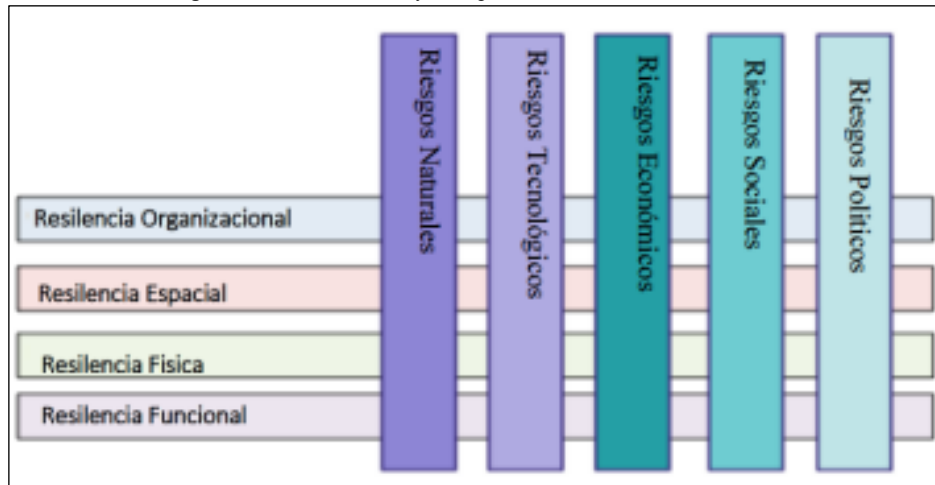 Riesgos Naturales
Riesgos Tecnológicos
Riesgos Económicos
Riesgos Sociales
Riesgos Políticos
Resilencia Organizacional
Resilencia Espacial
Resilencia Fisica
Resilencia Funcional